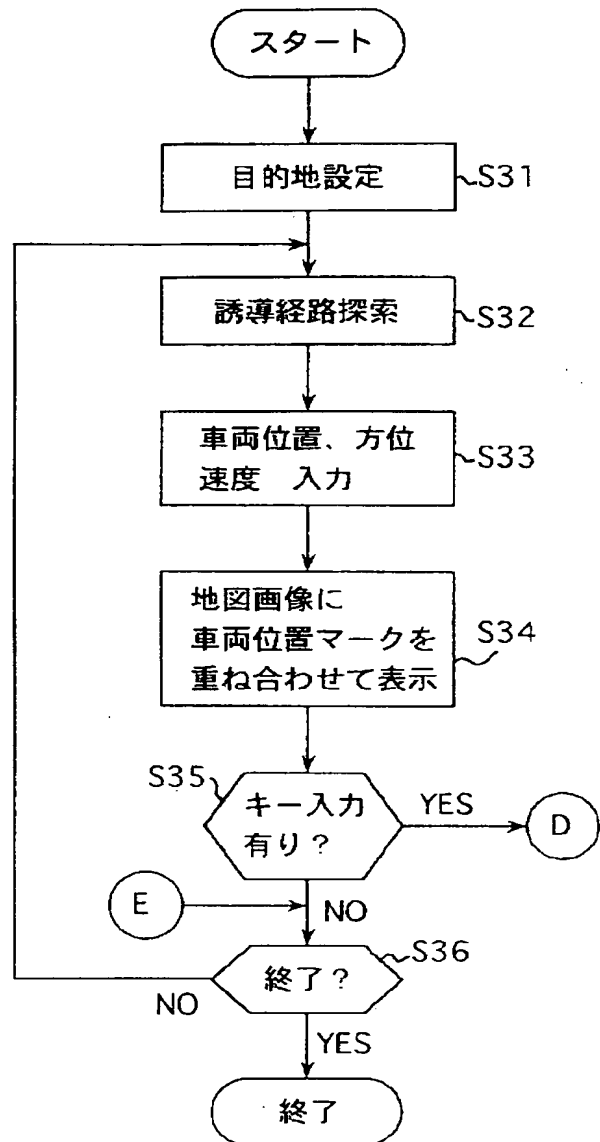 スタート
目的地設定
S31
誘導経路探索
S32
車両位置、方位
速度　入力
S33
地図画像に
車両位置マークを
重ね合わせて表示
S34
S35
キー入力
有り？
YES
D
E
NO
S36
終了？
NO
YES
終了